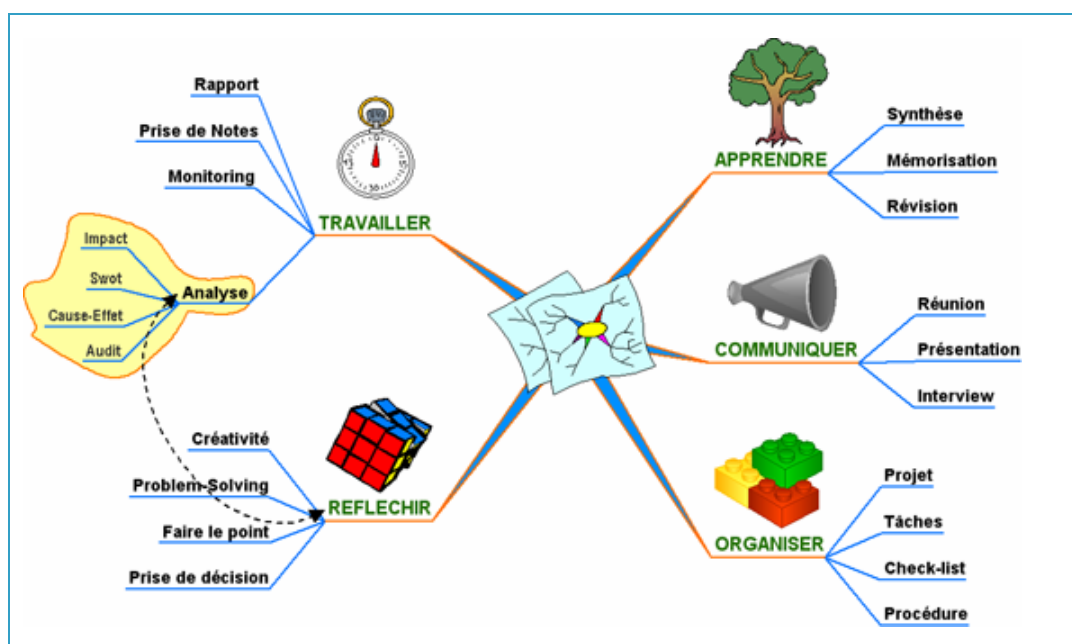 Rapport
Prise de Notes
Monitoring
TRAVAILLER
Impact
Swot
Cause-Effet
Audit
Analyse
Créativité
Problem-Solving
Faire le point
Prise de décision
REFLECHIR
APPRENDRE
Synthèse
Mémorisation
Révision
COMMUNIQUER
Réunion
Présentation
Interview
ORGANISER
Projet
Tâches
Check-list
Procédure